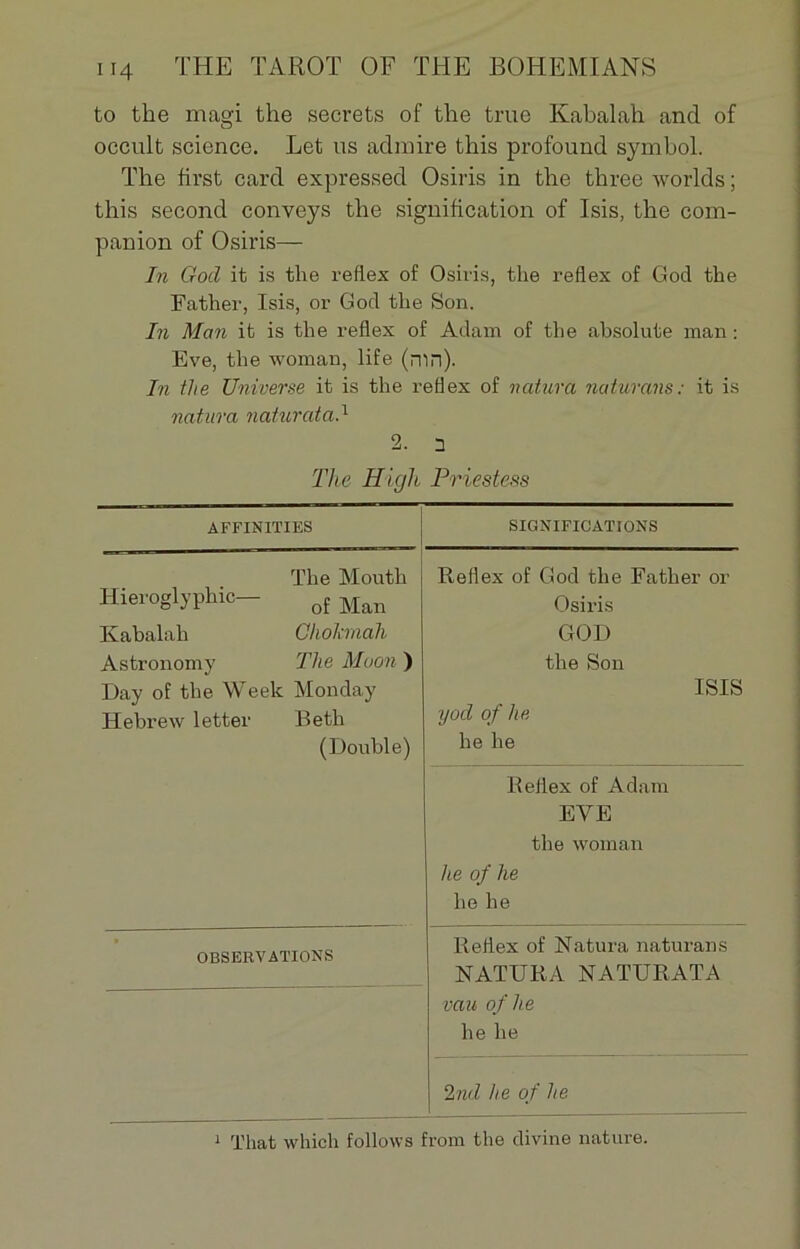 114 THE TAROT OF THE BOHEMIANS
to the magi the secrets of the true Kabalah and of
occult science. Let us admire this profound symbol.
The first card expressed Osiris in the three worlds;
this second conveys the signification of Isis, the com-
panion of Osiris—
In God it is the reflex of Osiris, the reflex of God the
Father, Isis, or God the Son.
In Man it is the reflex of Adam of the absolute man:
Eve, the woman, life (הוה).
In the Universe it is the reflex of natura naturans: it is
natura naturata.¹
2. ב
The High Priestess
AFFINITIES
Hieroglyphic— The Mouth
of Man
Kabalah Chokmah
Astronomy The Moon ☽
Day of the Week Monday
Hebrew letter Beth
(Double)
OBSERVATIONS
SIGNIFICATIONS
Reflex of God the Father or
Osiris
GOD
the Son
ISIS
yod of he
he he
Reflex of Adam
EVE
the woman
he of he
he he
Reflex of Natura naturans
NATURA NATURATA
vau of he
he he
2nd he of he
¹ That which follows from the divine nature.